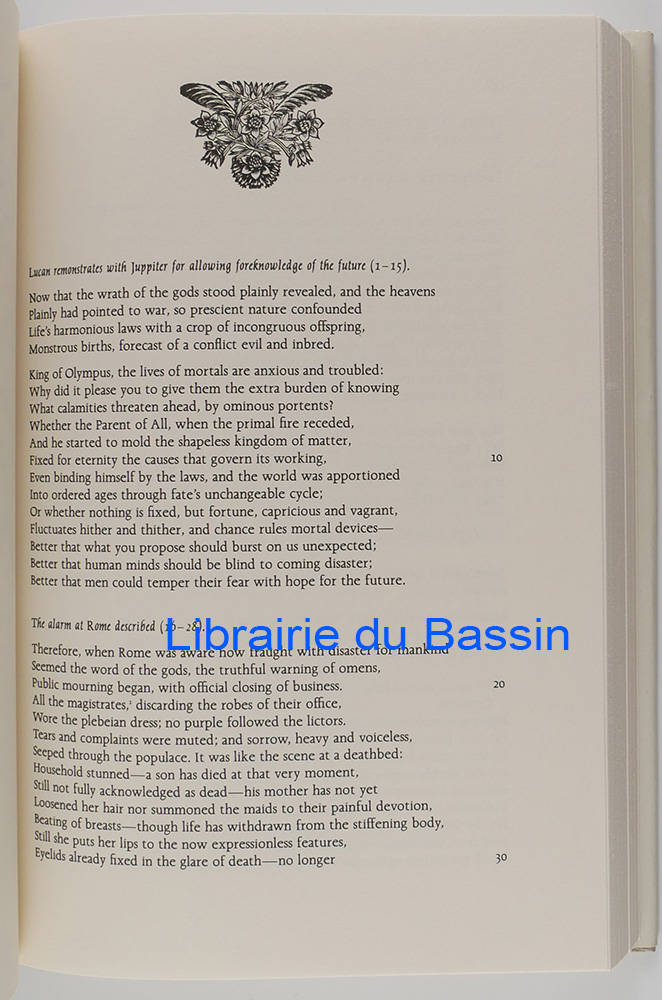 Lucan remonstrates with Juppiter for allowing foreknowledge of the future (1–15).
Now that the wrath of the gods stood plainly revealed, and the heavens
Plainly had pointed to war, so prescient nature confounded
Life's harmonious laws with a crop of incongruous offspring,
Monstrous births, forecast of a conflict evil and inbred.
King of Olympus, the lives of mortals are anxious and troubled:
Why did it please you to give them the extra burden of knowing
What calamities threaten ahead, by ominous portents?
Whether the Parent of All, when the primal fire receded,
And he started to mold the shapeless kingdom of matter,
Fixed for eternity the causes that govern its working, 10
Even binding himself by the laws, and the world was apportioned
Into ordered ages through fate's unchangeable cycle;
Or whether nothing is fixed, but fortune, capricious and vagrant,
Fluctuates hither and thither, and chance rules mortal devices—
Better that what you propose should burst on us unexpected;
Better that human minds should be blind to coming disaster;
Better that men could temper their fear with hope for the future.
The alarm at Rome described (16–28).
Librairie du Bassin
Therefore, when Rome was aware how fraught with disaster for mankind
Seemed the word of the gods, the truthful warning of omens,
Public mourning began, with official closing of business. 20
All the magistrates,¹ discarding the robes of their office,
Wore the plebeian dress; no purple followed the lictors.
Tears and complaints were muted; and sorrow, heavy and voiceless,
Seeped through the populace. It was like the scene at a deathbed:
Household stunned—a son has died at that very moment,
Still not fully acknowledged as dead—his mother has not yet
Loosened her hair nor summoned the maids to their painful devotion,
Beating of breasts—though life has withdrawn from the stiffening body,
Still she puts her lips to the now expressionless features,
Eyelids already fixed in the glare of death—no longer 30